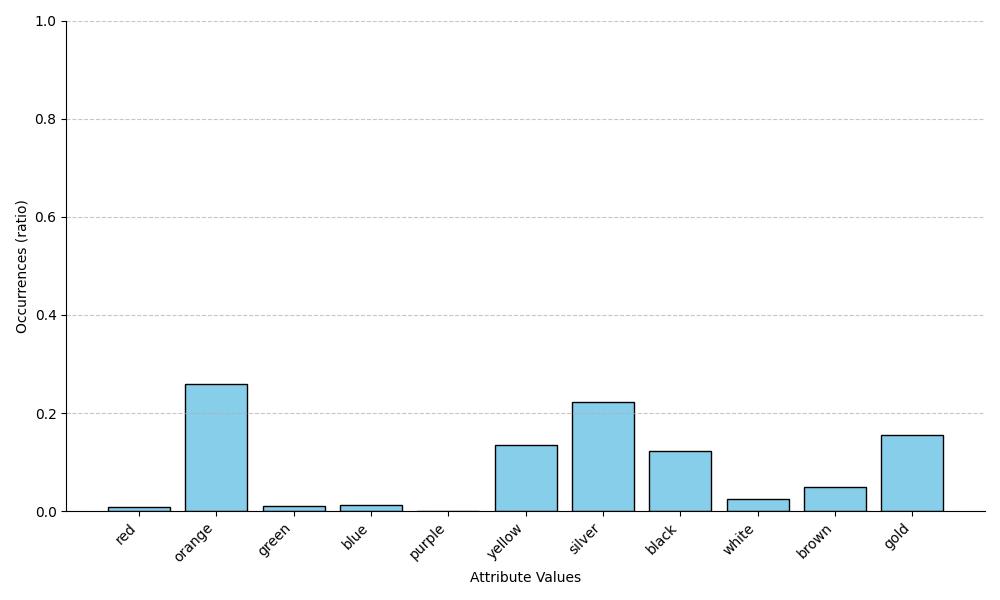 1.0
0.8
0.6
0.4
0.2
0.0
Occurrences (ratio)
red
orange
green
blue
purple
yellow
silver
black
white
brown
gold
Attribute Values